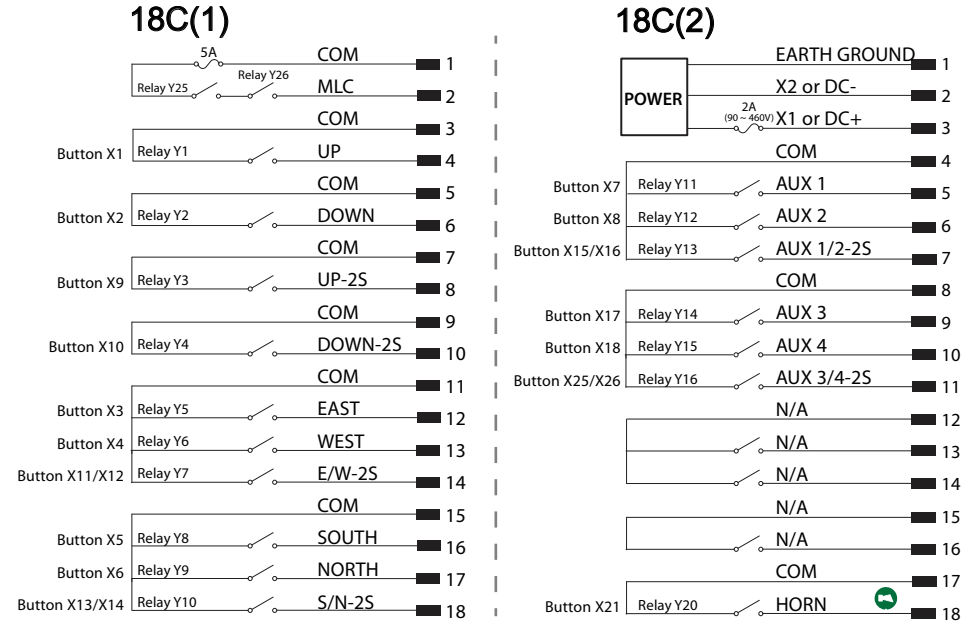 18C(1)
5A COM 1
Relay Y25 Relay Y26 MLC 2
COM 3
Button X1 Relay Y1 UP 4
COM 5
Button X2 Relay Y2 DOWN 6
COM 7
Button X9 Relay Y3 UP-2S 8
COM 9
Button X10 Relay Y4 DOWN-2S 10
COM 11
Button X3 Relay Y5 EAST 12
Button X4 Relay Y6 WEST 13
Button X11/X12 Relay Y7 E/W-2S 14
COM 15
Button X5 Relay Y8 SOUTH 16
Button X6 Relay Y9 NORTH 17
Button X13/X14 Relay Y10 S/N-2S 18
18C(2)
EARTH GROUND 1
POWER X2 or DC- 2
2A
(90 ~ 460V) X1 or DC+ 3
COM 4
Button X7 Relay Y11 AUX 1 5
Button X8 Relay Y12 AUX 2 6
Button X15/X16 Relay Y13 AUX 1/2-2S 7
COM 8
Button X17 Relay Y14 AUX 3 9
Button X18 Relay Y15 AUX 4 10
Button X25/X26 Relay Y16 AUX 3/4-2S 11
N/A 12
N/A 13
N/A 14
N/A 15
N/A 16
COM 17
Button X21 Relay Y20 HORN 18